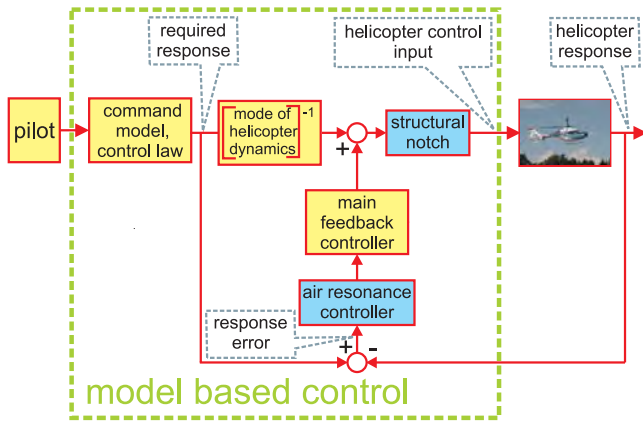 required
response
helicopter control
input
helicopter
response
pilot
command
model,
control law
mode of
helicopter
dynamics
-1
+
structural
notch
main
feedback
controller
air resonance
controller
response
error
+
-
model based control